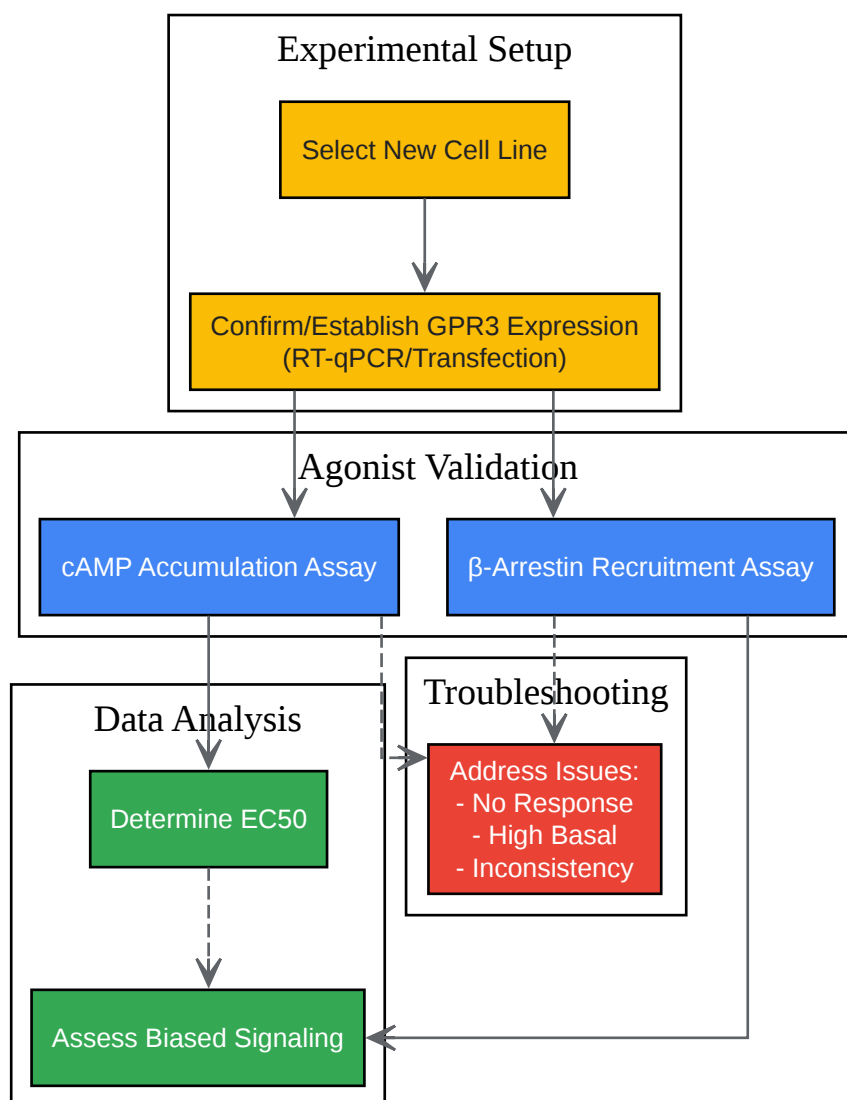 Experimental Setup
Select New Cell Line
Confirm/Establish GPR3 Expression
(RT-qPCR/Transfection)
Agonist Validation
cAMP Accumulation Assay
β-Arrestin Recruitment Assay
Troubleshooting
Data Analysis
Address Issues:
- No Response
- High Basal
- Inconsistency
Determine EC50
Assess Biased Signaling